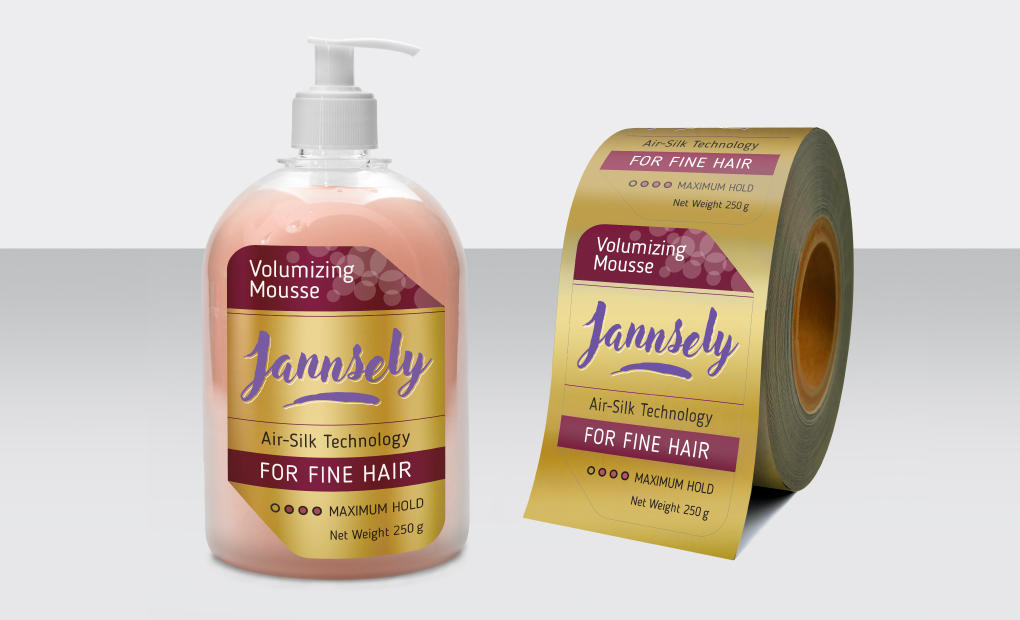 Volumizing
Mousse
Jannsely
Air-Silk Technology
FOR FINE HAIR
MAXIMUM HOLD
Net Weight 250 g
Air-Silk Technology
FOR FINE HAIR
MAXIMUM HOLD
Net Weight 250 g
Volumizing
Mousse
Jannsely
Air-Silk Technology
FOR FINE HAIR
MAXIMUM HOLD
Net Weight 250 g